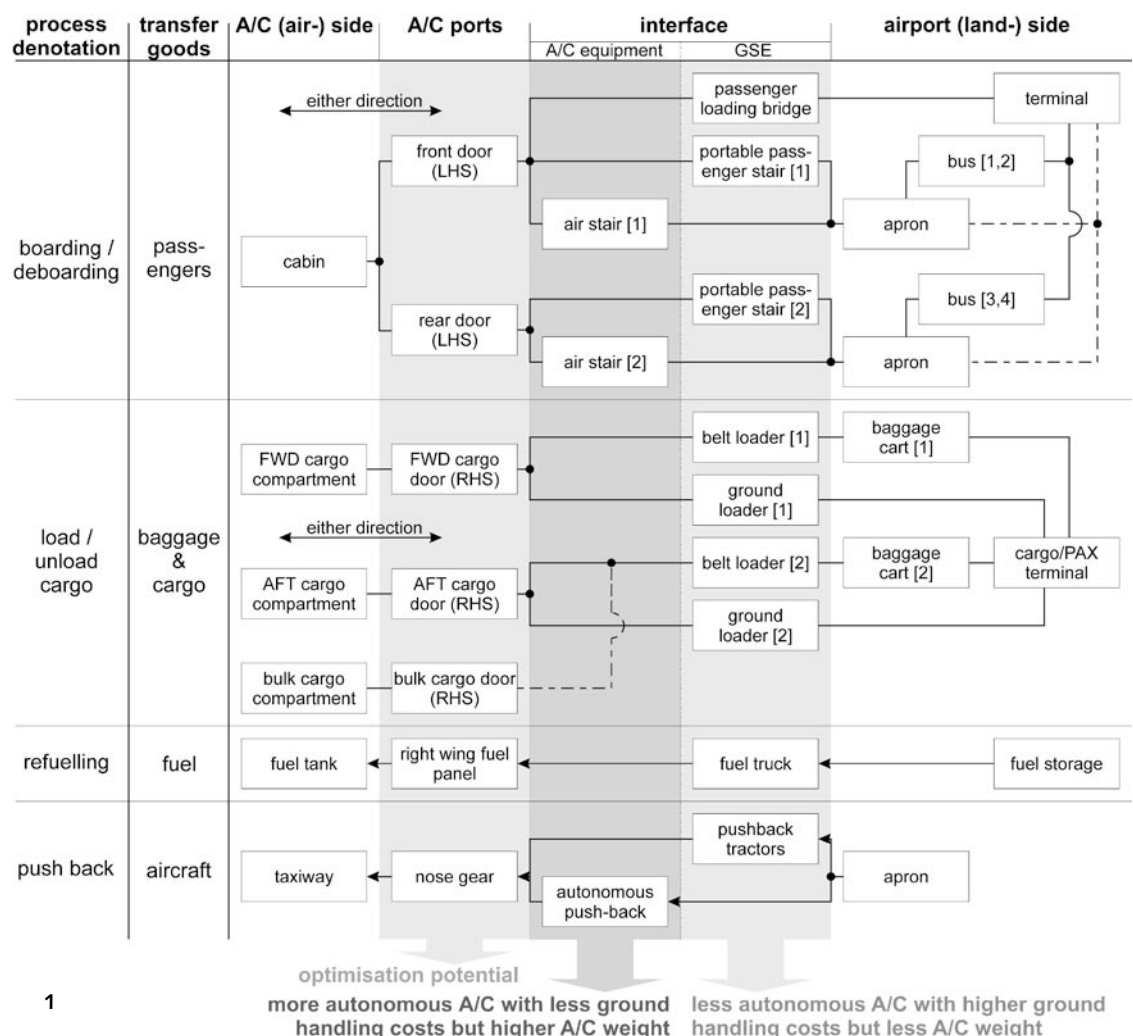 process denotation
transfer goods
A/C (air-) side
A/C ports
interface
airport (land-) side
A/C equipment
GSE
boarding /
deboarding
pass-
engers
either direction
cabin
front door
(LHS)
rear door
(LHS)
air stair [1]
air stair [2]
passenger
loading bridge
portable pass-
enger stair [1]
portable pass-
enger stair [2]
terminal
bus [1,2]
apron
bus [3,4]
apron
load /
unload
cargo
baggage
&
cargo
FWD cargo
compartment
FWD cargo
door (RHS)
either direction
AFT cargo
compartment
AFT cargo
door (RHS)
bulk cargo
compartment
bulk cargo door
(RHS)
belt loader [1]
ground
loader [1]
belt loader [2]
ground
loader [2]
baggage
cart [1]
baggage
cart [2]
cargo/PAX
terminal
refuelling
fuel
fuel tank
right wing fuel
panel
fuel truck
fuel storage
push back
aircraft
taxiway
nose gear
autonomous
push-back
pushback
tractors
apron
optimisation potential
more autonomous A/C with less ground
handling costs but higher A/C weight
less autonomous A/C with higher ground
handling costs but less A/C weight
1